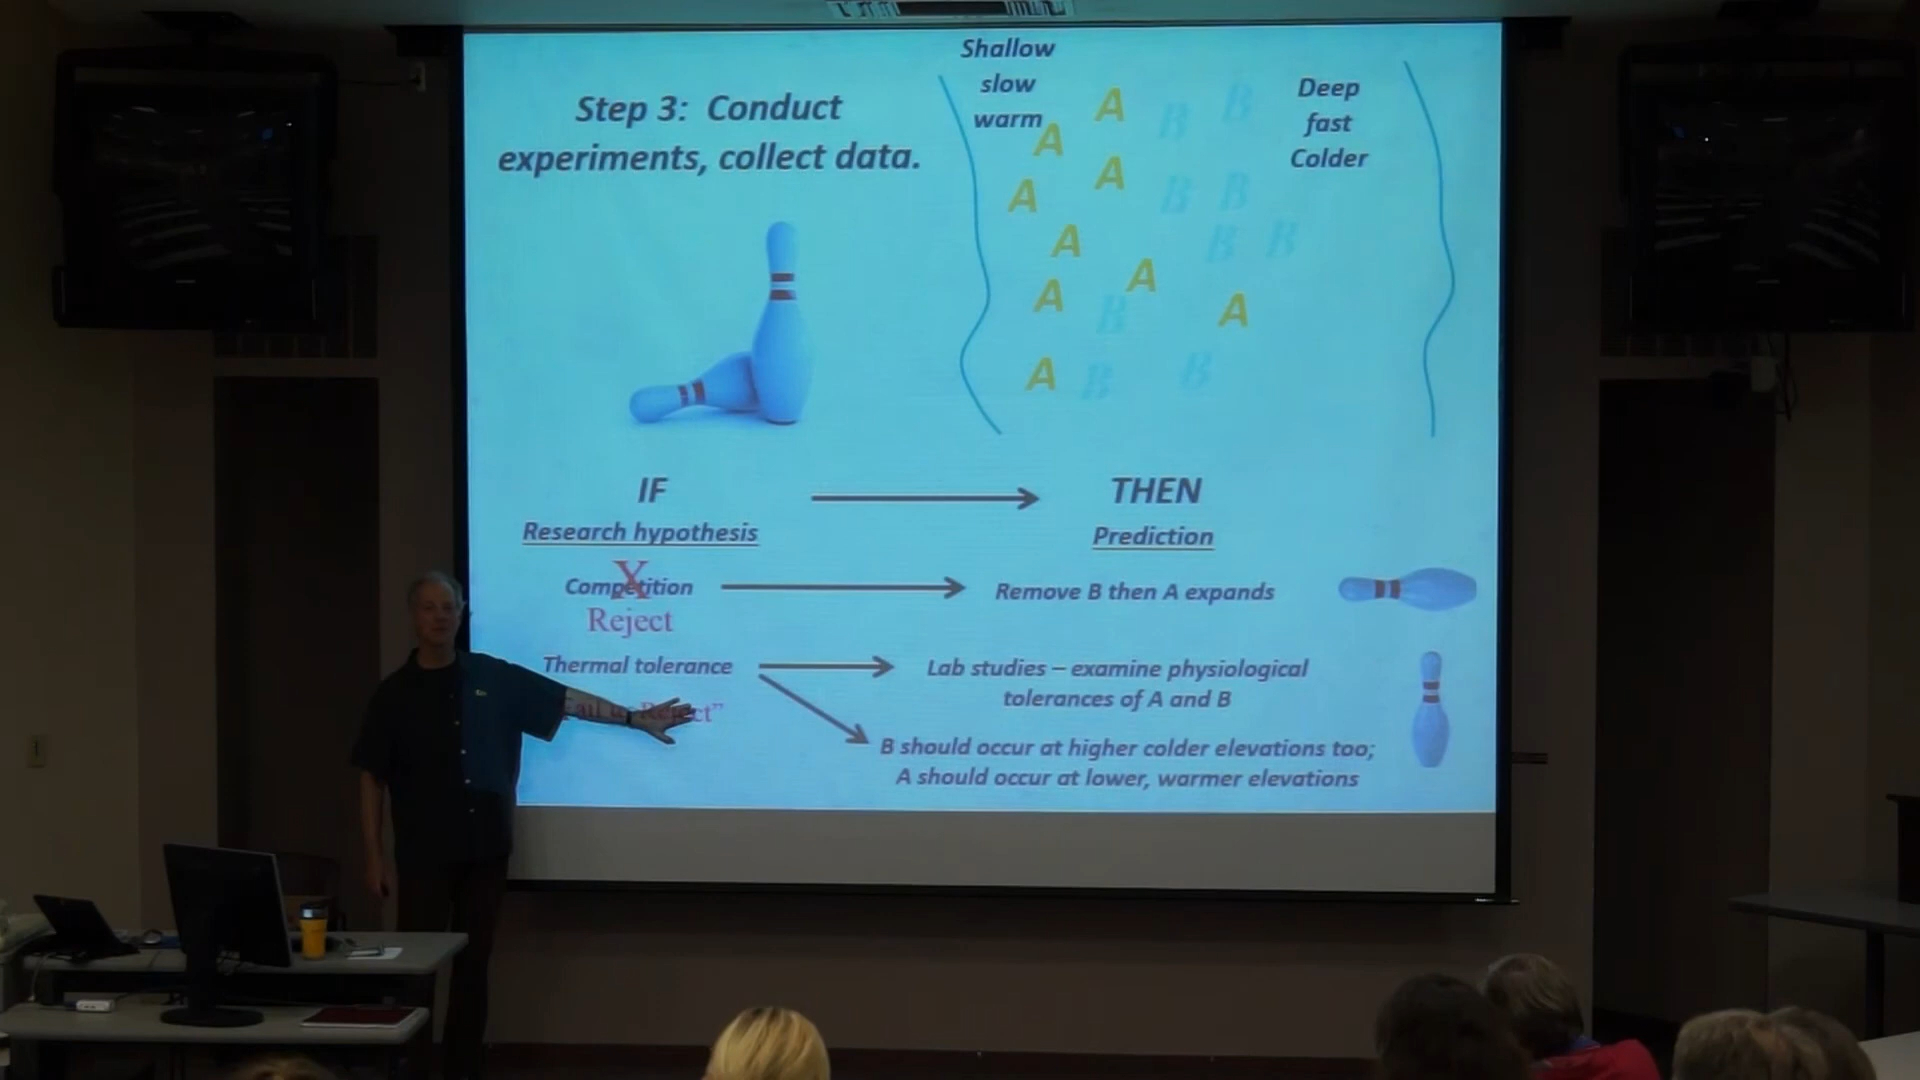 Step 3: Conduct
experiments, collect data.
Shallow
slow
warm
Deep
fast
Colder
A B B
A
A B B
A
A B B
A
A B A
A B B
IF
THEN
Research hypothesis
Prediction
Competition
X
Reject
Remove B then A expands
Thermal tolerance
Lab studies – examine physiological
tolerances of A and B
Reject”
B should occur at higher colder elevations too;
A should occur at lower, warmer elevations